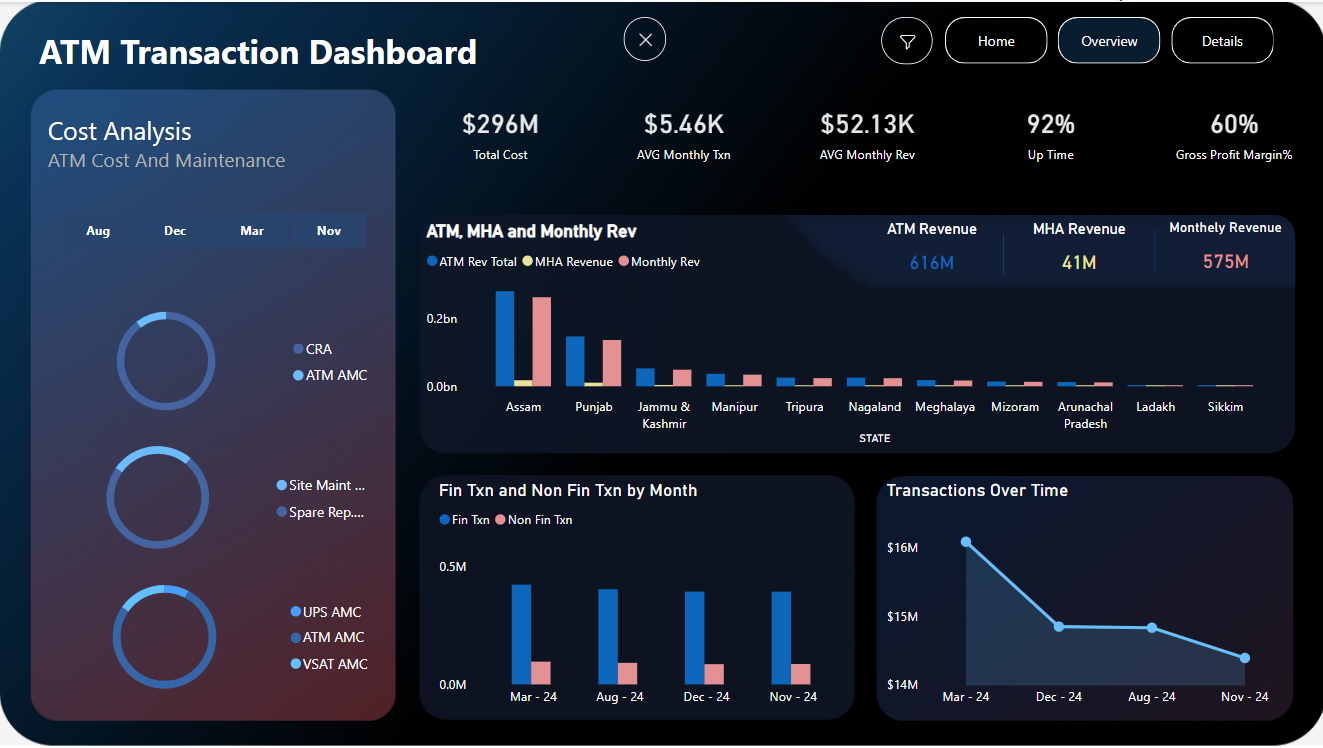 ATM Transaction Dashboard
Home
Overview
Details
Cost Analysis
ATM Cost And Maintenance
Aug
Dec
Mar
Nov
CRA
ATM AMC
Site Maint ...
Spare Rep....
UPS AMC
ATM AMC
VSAT AMC
$296M
Total Cost
$5.46K
AVG Monthly Txn
$52.13K
AVG Monthly Rev
92%
Up Time
60%
Gross Profit Margin%
ATM, MHA and Monthly Rev
ATM Rev Total
MHA Revenue
Monthly Rev
ATM Revenue
616M
MHA Revenue
41M
Monthely Revenue
575M
0.2bn
0.0bn
Assam
Punjab
Jammu &
Kashmir
Manipur
Tripura
Nagaland
Meghalaya
Mizoram
Arunachal
Pradesh
Ladakh
Sikkim
STATE
Fin Txn and Non Fin Txn by Month
Fin Txn
Non Fin Txn
0.5M
0.0M
Mar - 24
Aug - 24
Dec - 24
Nov - 24
Transactions Over Time
$16M
$15M
$14M
Mar - 24
Dec - 24
Aug - 24
Nov - 24